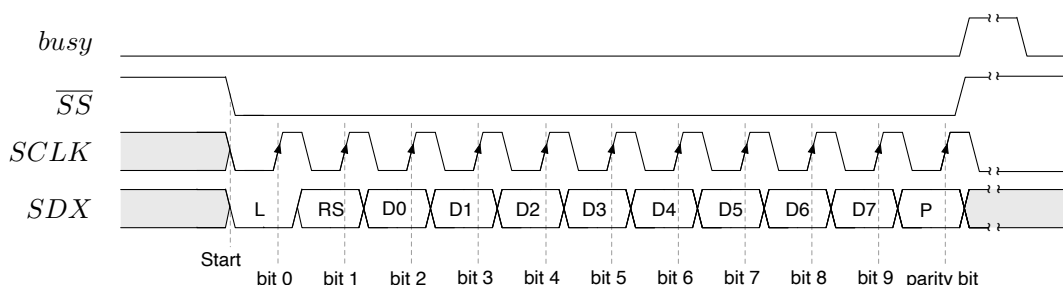 busy
SS
SCLK
SDX L RS D0 D1 D2 D3 D4 D5 D6 D7 P
Start
bit 0 bit 1 bit 2 bit 3 bit 4 bit 5 bit 6 bit 7 bit 8 bit 9 parity bit